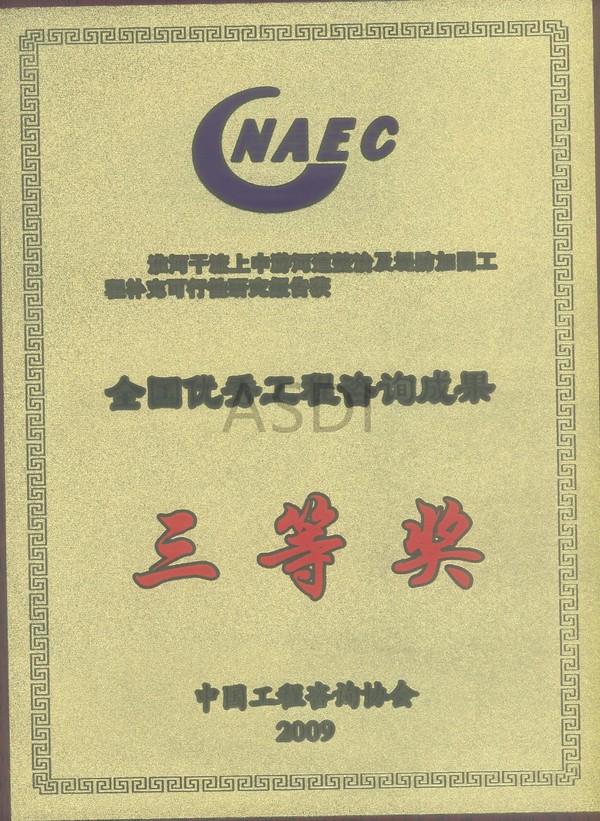 CNAEC
淮河干流上中游河道整治及堤防加固工
程补充可行性研究报告获
全国优秀工程咨询成果
ASDI
三等奖
中国工程咨询协会
2009